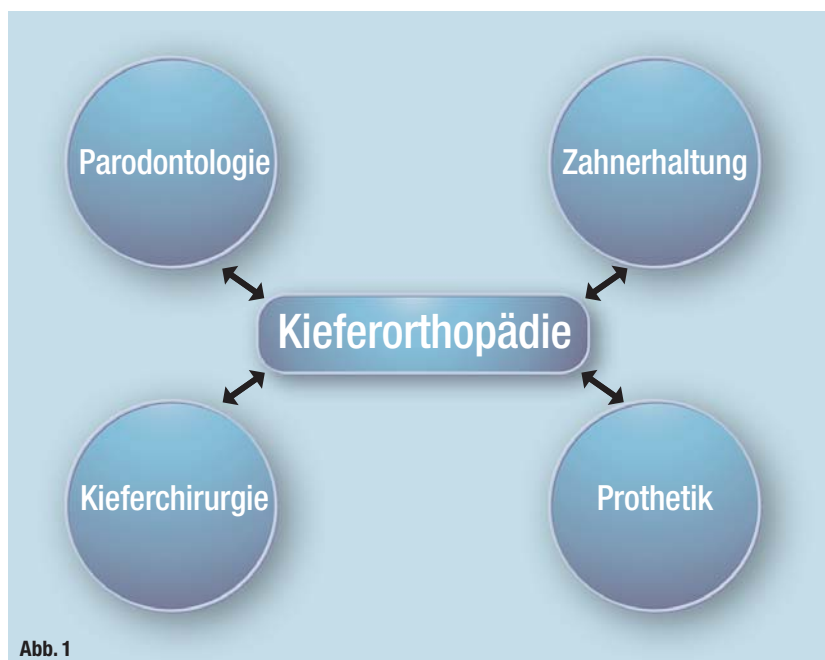 Parodontologie
Zahnerhaltung
Kieferorthopädie
Kieferchirurgie
Prothetik
Abb. 1